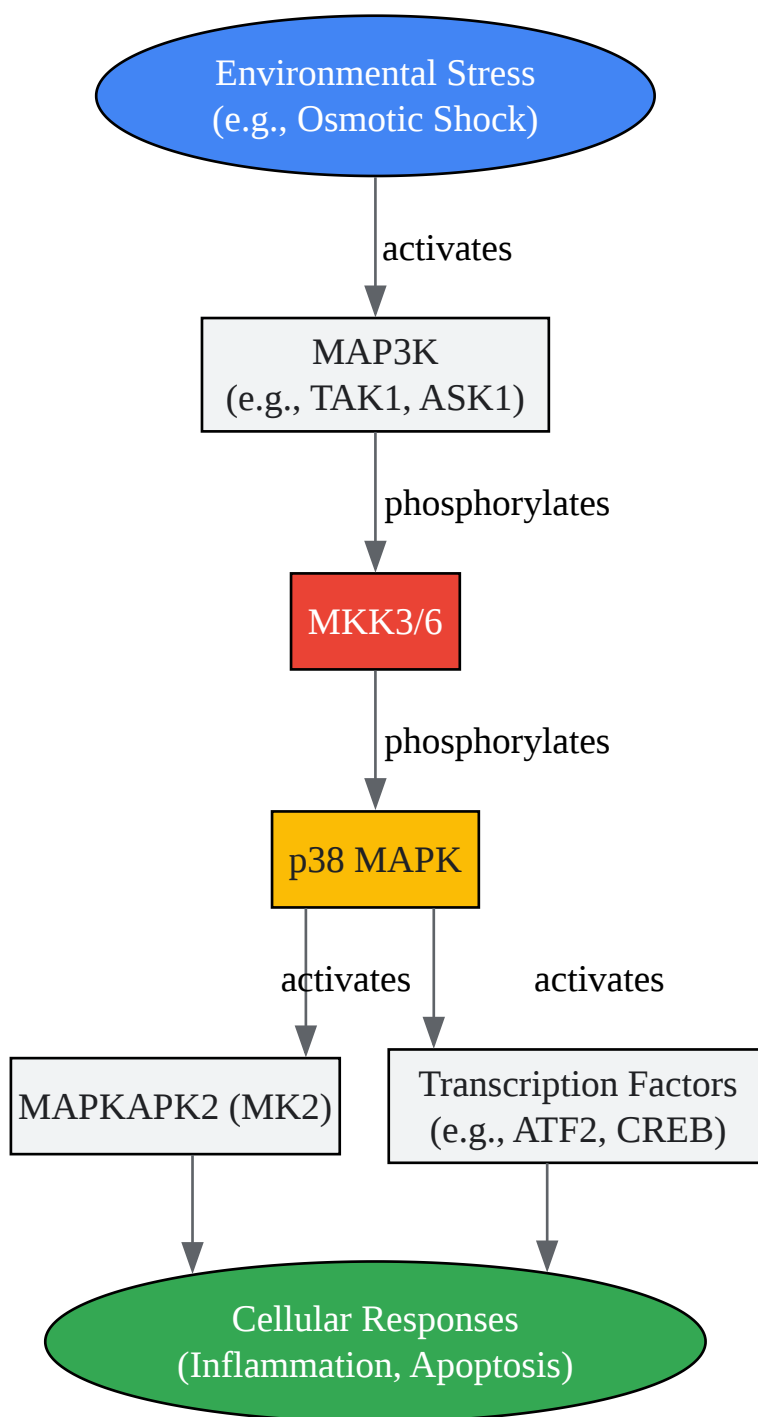 Environmental Stress
(e.g., Osmotic Shock)
activates
MAP3K
(e.g., TAK1, ASK1)
phosphorylates
MKK3/6
phosphorylates
p38 MAPK
activates
activates
MAPKAPK2 (MK2)
Transcription Factors
(e.g., ATF2, CREB)
Cellular Responses
(Inflammation, Apoptosis)